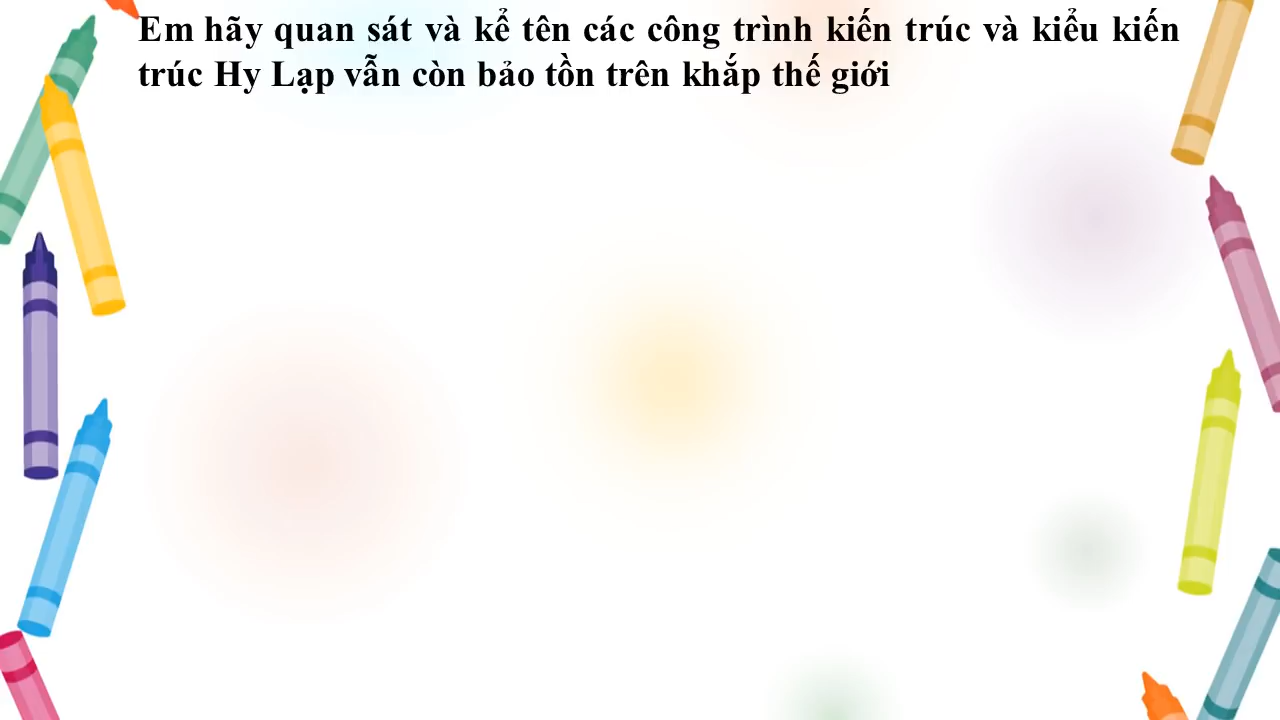 Em hãy quan sát và kể tên các công trình kiến trúc và kiểu kiến
trúc Hy Lạp vẫn còn bảo tồn trên khắp thế giới